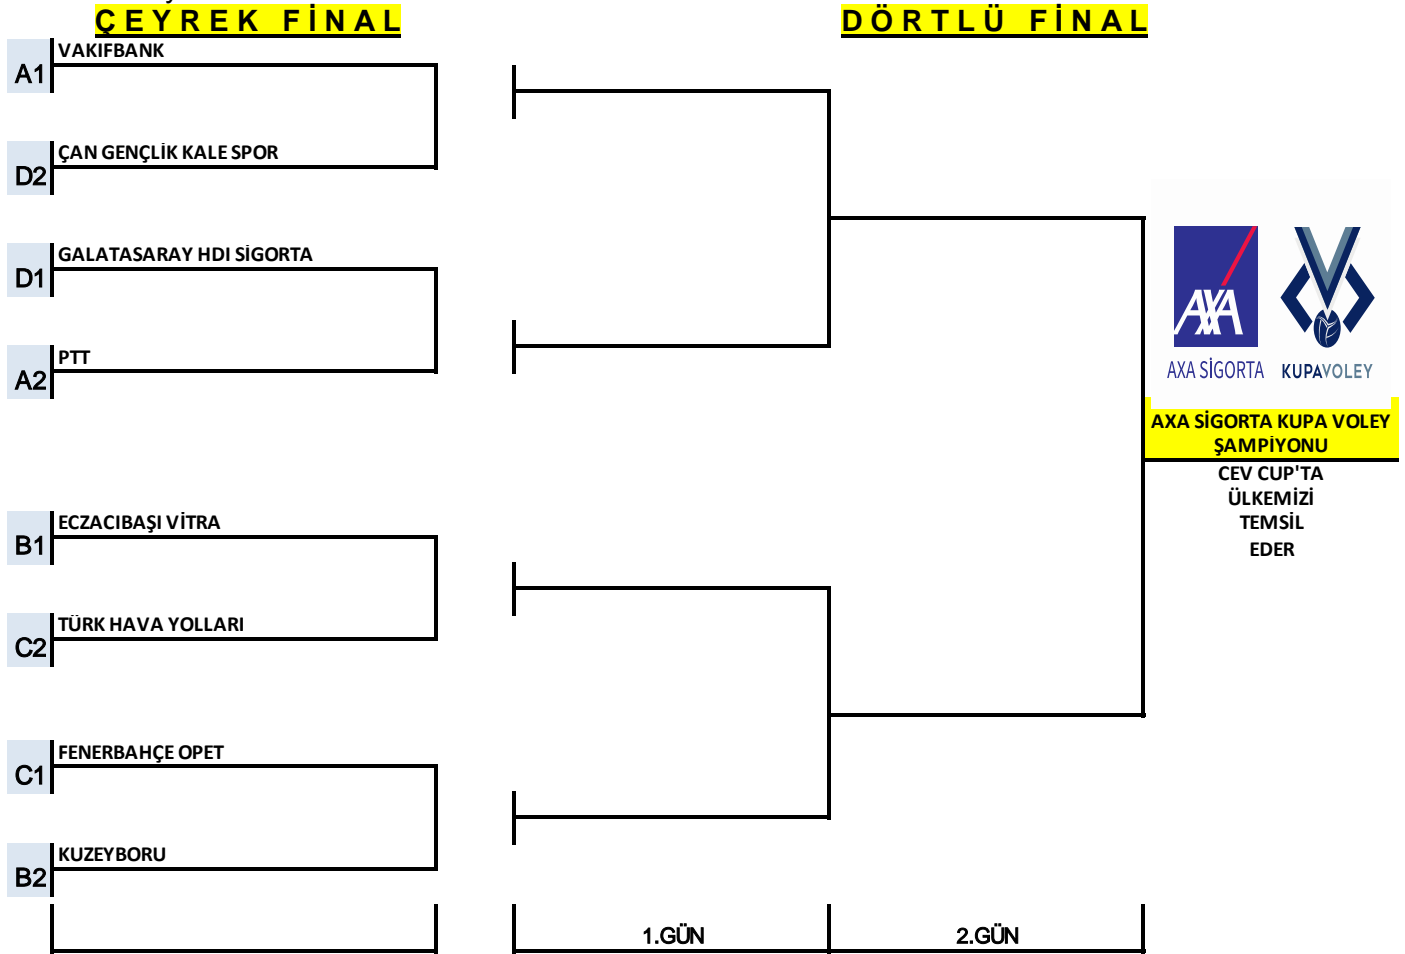 ÇEYREK FİNAL
DÖRTLÜ FİNAL
A1
VAKIFBANK
D2
ÇAN GENÇLİK KALE SPOR
D1
GALATASARAY HDI SİGORTA
A2
PTT
AXA
AXA SİGORTA
KUPAVOLEY
AXA SİGORTA KUPA VOLEY
ŞAMPİYONU
CEV CUP'TA
ÜLKEMİZİ
TEMSİL
EDER
B1
ECZACIBAŞI VİTRA
C2
TÜRK HAVA YOLLARI
C1
FENERBAHÇE OPET
B2
KUZEYBORU
1.GÜN
2.GÜN